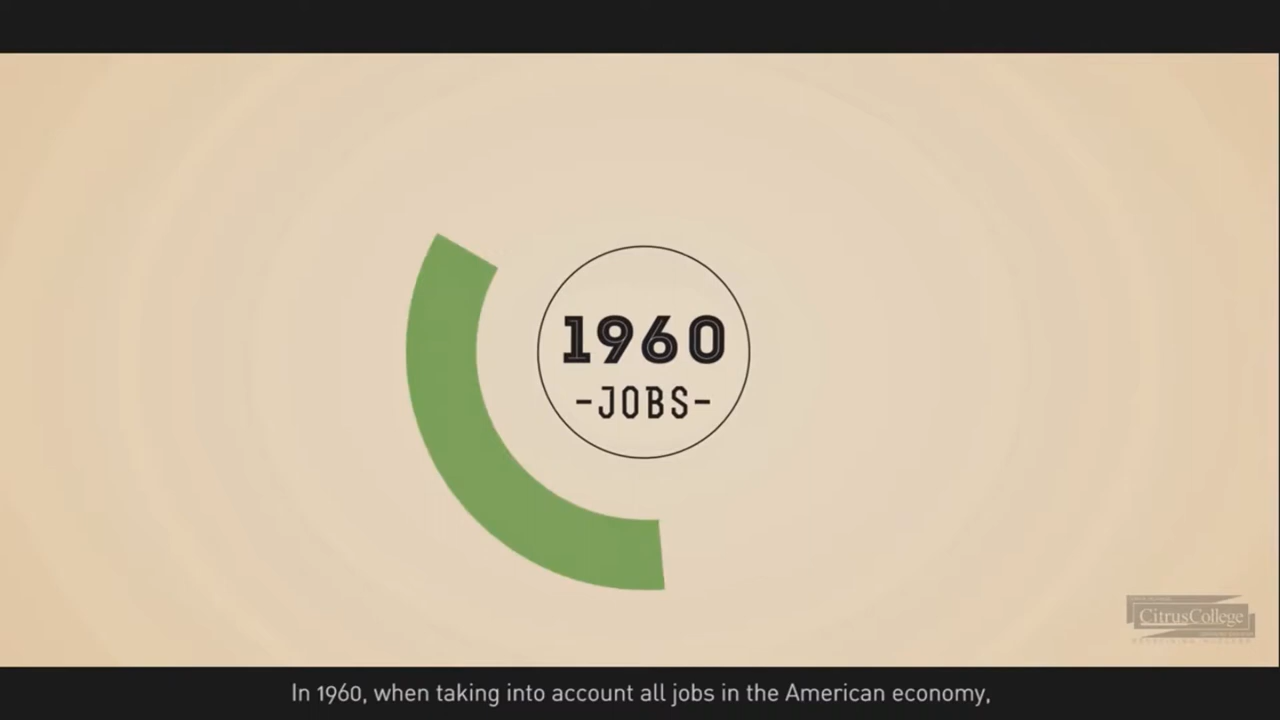 1960
-JOBS-
CitrusCollege
In 1960, when taking into account all jobs in the American economy,